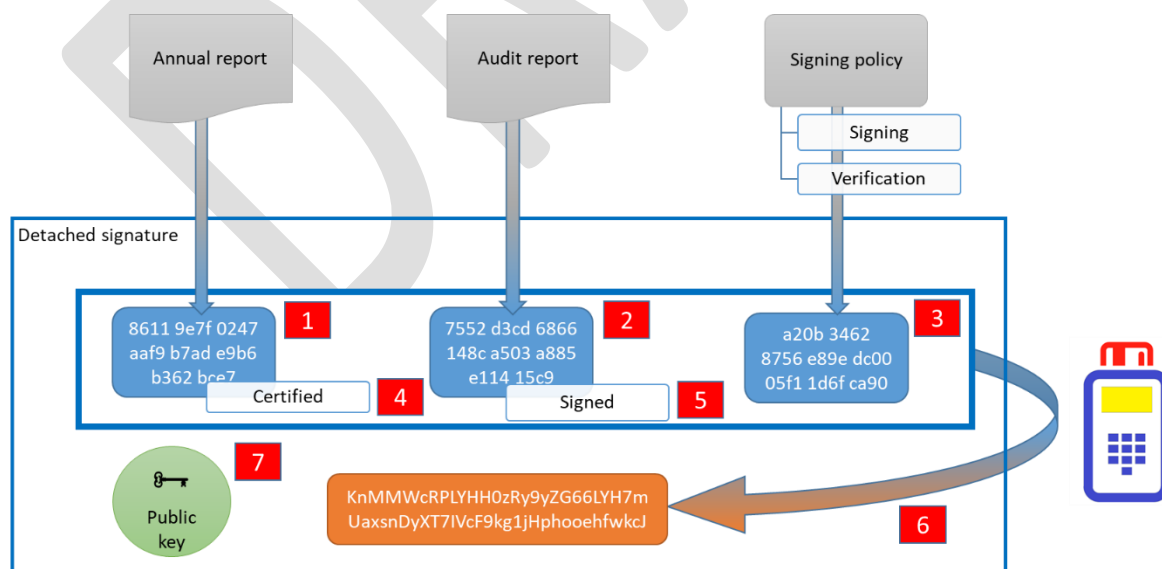 Annual report
Audit report
Signing policy
Signing
Verification
Detached signature
8611 9e7f 0247
aaf9 b7ad e9b6
b362 bce7
1
7552 d3cd 6866
148c a503 a885
e114 15c9
2
a20b 3462
8756 e89e dc00
05f1 1d6f ca90
3
Certified
4
Signed
5
7
Public
key
KnMMWcRPLYHH0zRy9yZG66LYH7m
UaxsnDyXT7IVcF9kg1jHphooehfwkcJ
6